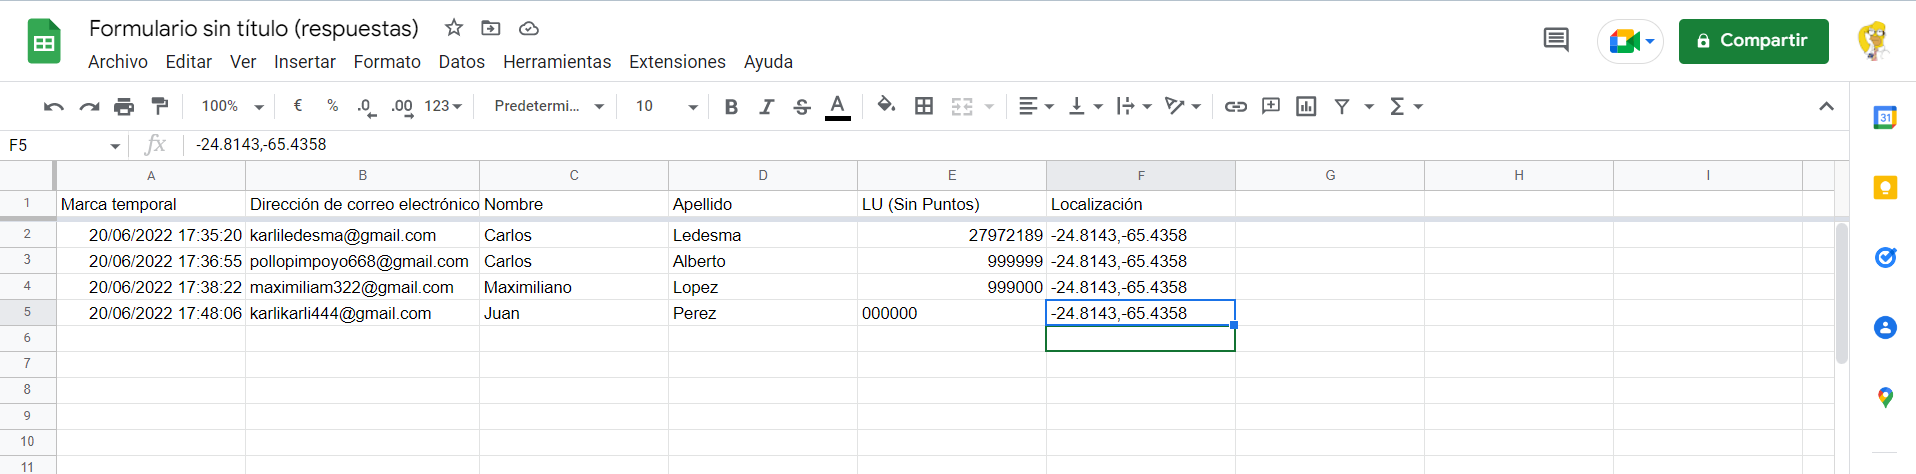 Formulario sin título (respuestas)
Archivo Editar Ver Insertar Formato Datos Herramientas Extensiones Ayuda
Compartir
100% € % .0 .00 123 Predetermi... 10 B I S A
31
F5 fx -24.8143,-65.4358
A B C D E F G H I
1 Marca temporal Dirección de correo electrónico Nombre Apellido LU (Sin Puntos) Localización
2 20/06/2022 17:35:20 karliledesma@gmail.com Carlos Ledesma 27972189 -24.8143,-65.4358
3 20/06/2022 17:36:55 pollopimpoyo668@gmail.com Carlos Alberto 999999 -24.8143,-65.4358
4 20/06/2022 17:38:22 maximiliam322@gmail.com Maximiliano Lopez 999000 -24.8143,-65.4358
5 20/06/2022 17:48:06 karlikarli444@gmail.com Juan Perez 000000 -24.8143,-65.4358
6
7
8
9
10
11